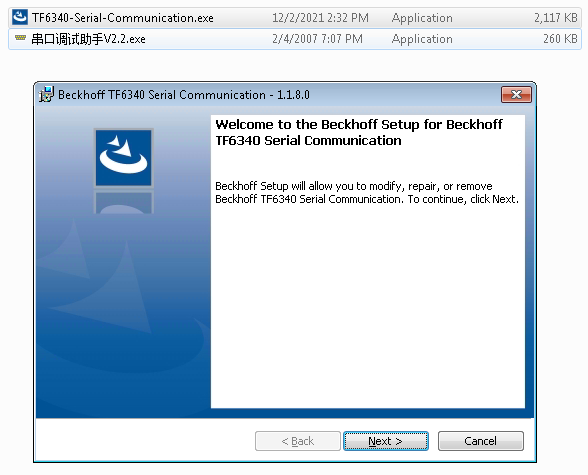 TF6340-Serial-Communication.exe 12/2/2021 2:32 PM Application 2,117 KB
串口调试助手V2.2.exe 2/4/2007 7:07 PM Application 260 KB
Beckhoff TF6340 Serial Communication - 1.1.8.0
Welcome to the Beckhoff Setup for Beckhoff
TF6340 Serial Communication
Beckhoff Setup will allow you to modify, repair, or remove
Beckhoff TF6340 Serial Communication. To continue, click Next.
< Back Next > Cancel